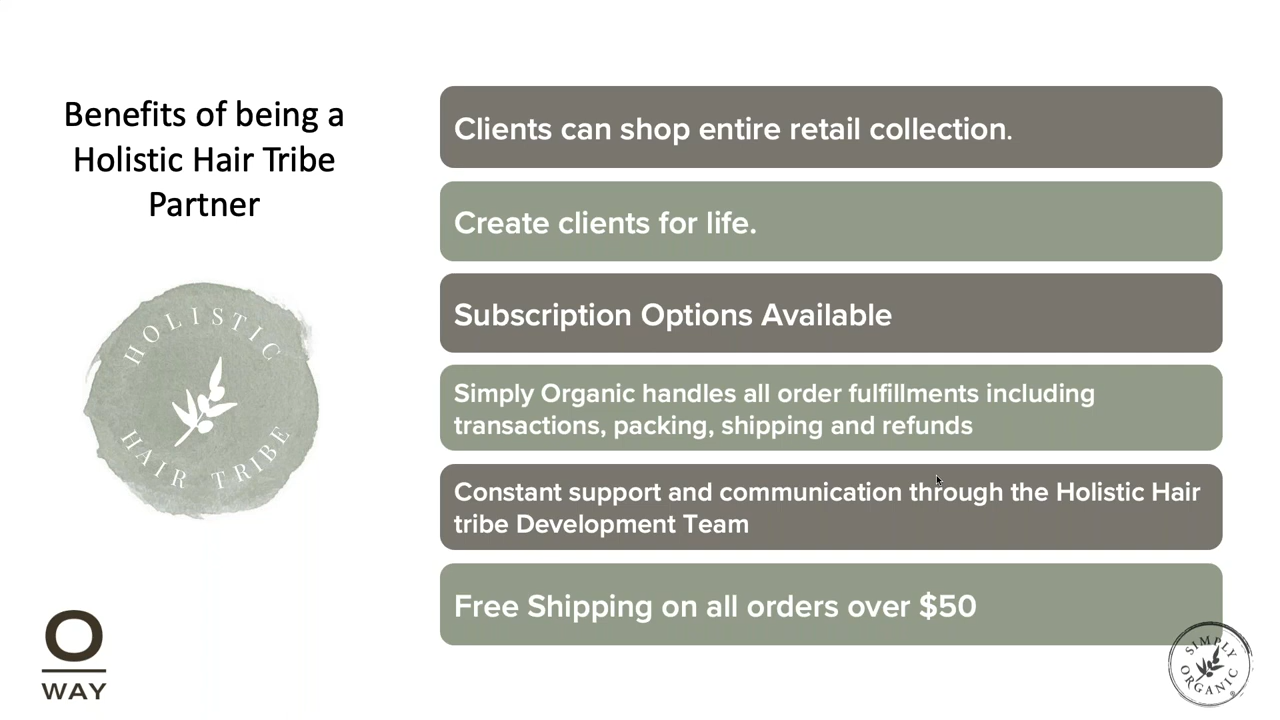 Benefits of being a
Holistic Hair Tribe
Partner
HOLISTIC
HAIR TRIBE
O
WAY
Clients can shop entire retail collection.
Create clients for life.
Subscription Options Available
Simply Organic handles all order fulfillments including
transactions, packing, shipping and refunds
Constant support and communication through the Holistic Hair
tribe Development Team
Free Shipping on all orders over $50
SIMPLY
ORGANIC
®